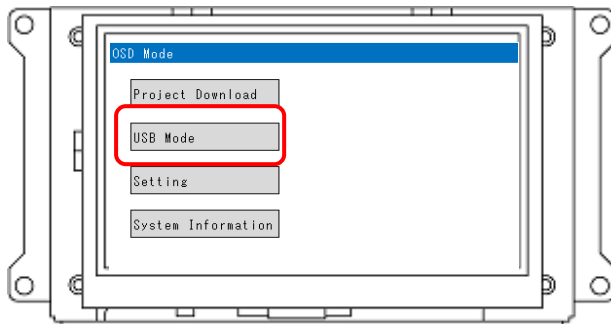 OSD Mode
Project Download
USB Mode
Setting
System Information